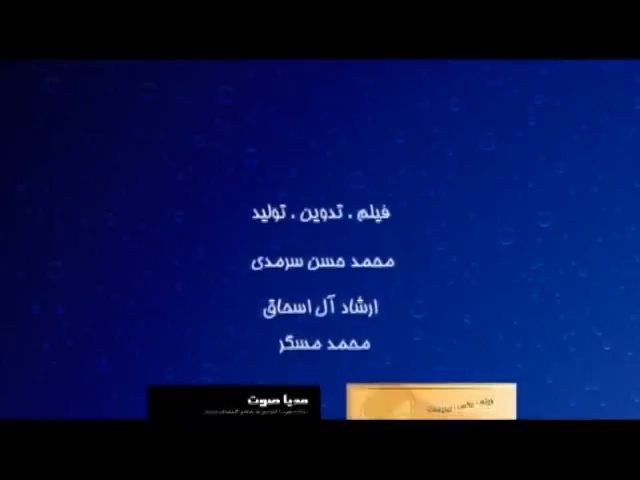 فیلم . تدوین . تولید
محمد حسن سرمدی
ارشاد آل اسحاق
محمد مسگر
مدیا صوت